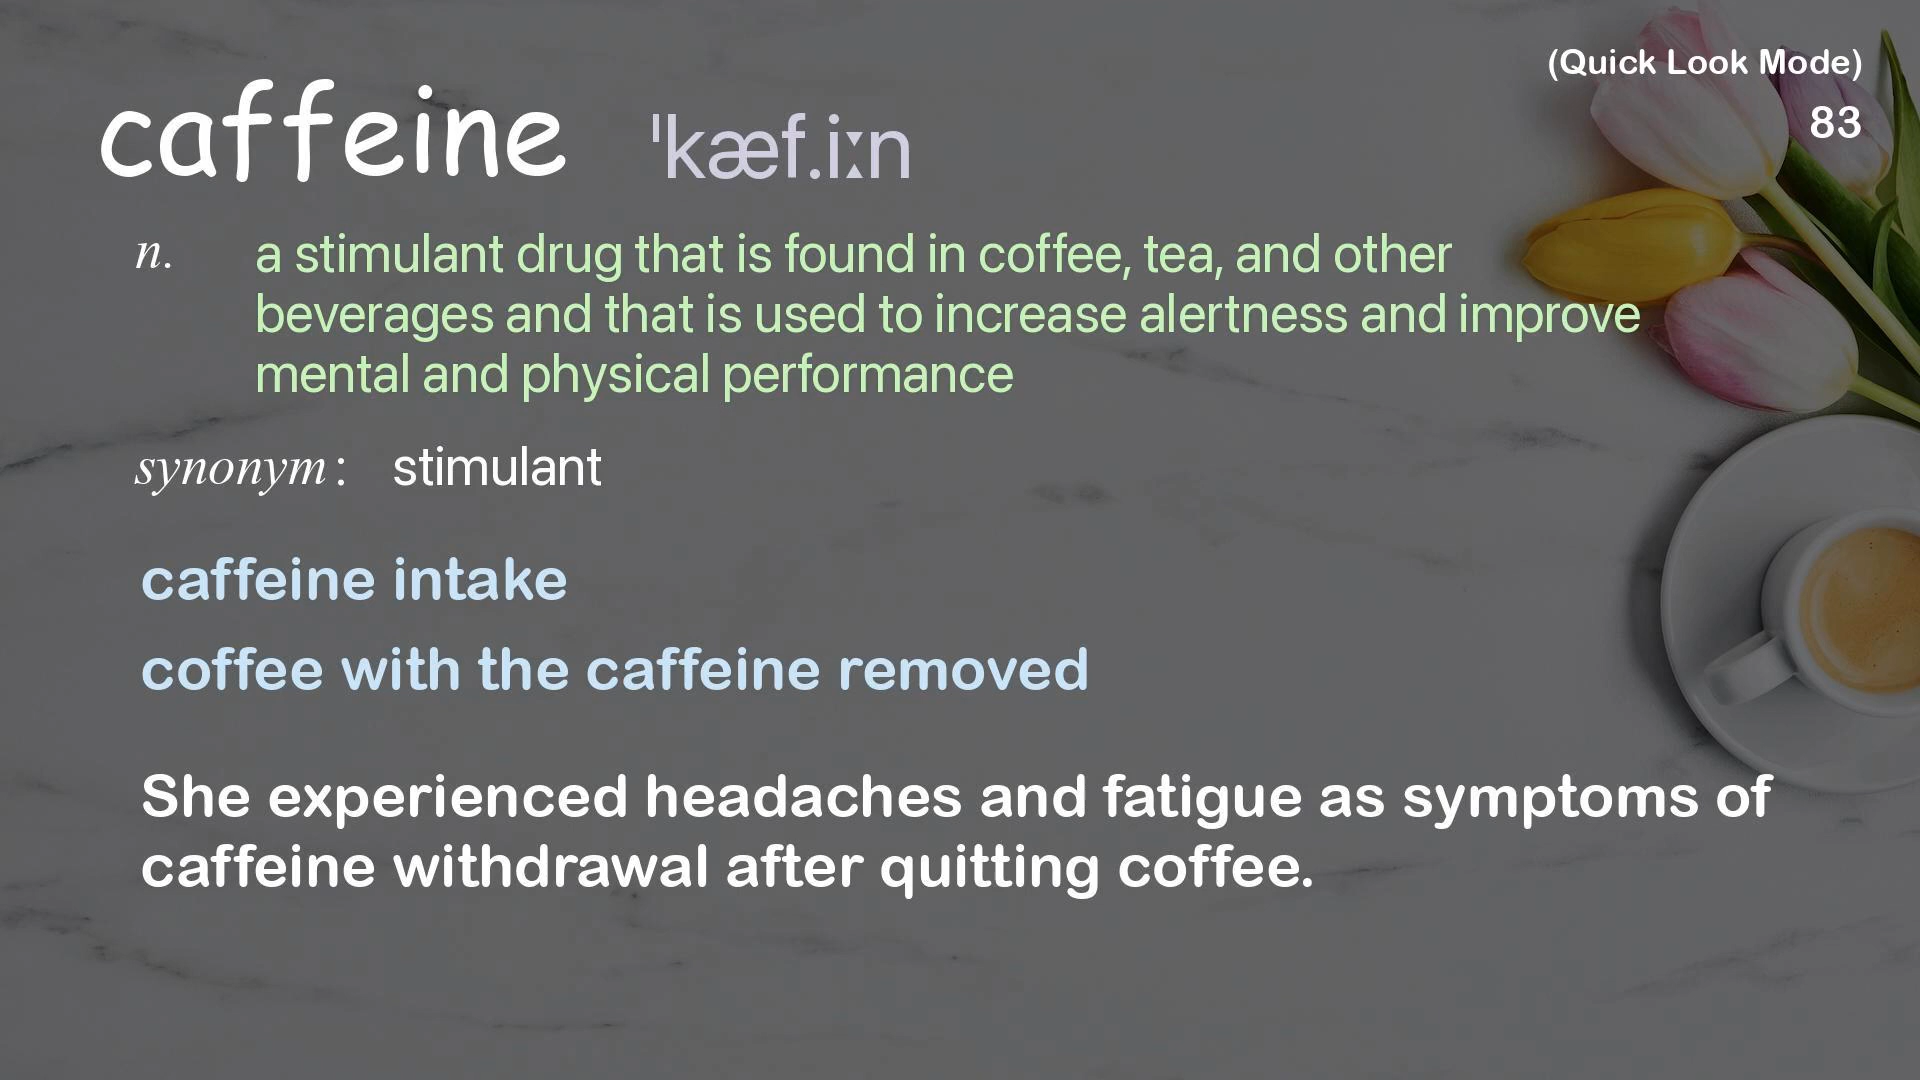 (Quick Look Mode)
83
caffeine ˈkæf.iːn
n. a stimulant drug that is found in coffee, tea, and other
beverages and that is used to increase alertness and improve
mental and physical performance
synonym: stimulant
caffeine intake
coffee with the caffeine removed
She experienced headaches and fatigue as symptoms of
caffeine withdrawal after quitting coffee.